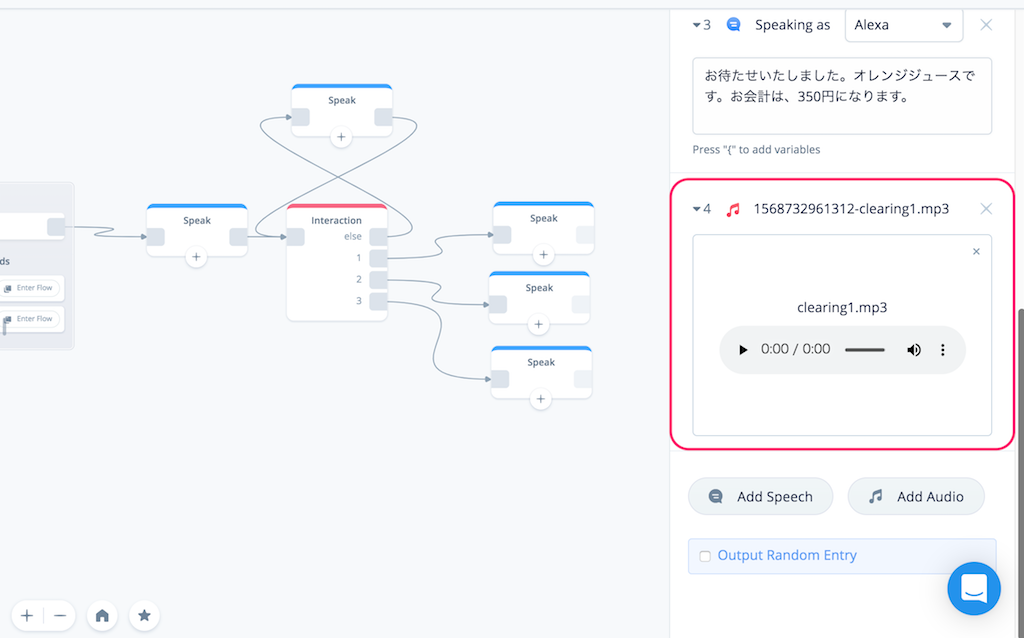 3 Speaking as Alexa
お待たせいたしました。オレンジジュースで
す。お会計は、350円になります。
Press "{" to add variables
4 1568732961312-clearing1.mp3
clearing1.mp3
0:00 / 0:00
Add Speech Add Audio
Output Random Entry
Speak
Speak
Interaction
else
1
2
3
Speak
Speak
Speak
ds
Enter Flow
Enter Flow